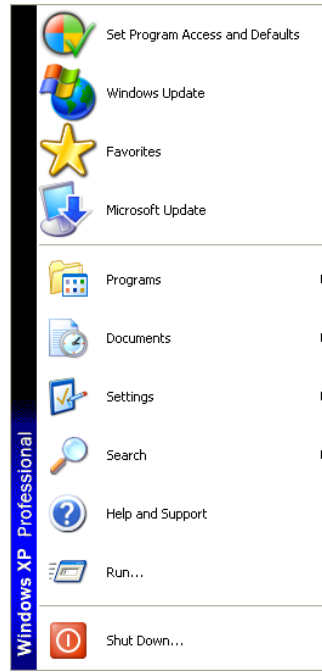 Set Program Access and Defaults
Windows Update
Favorites
Microsoft Update
Programs
Documents
Settings
Search
Help and Support
Run...
Shut Down...
Windows XP Professional